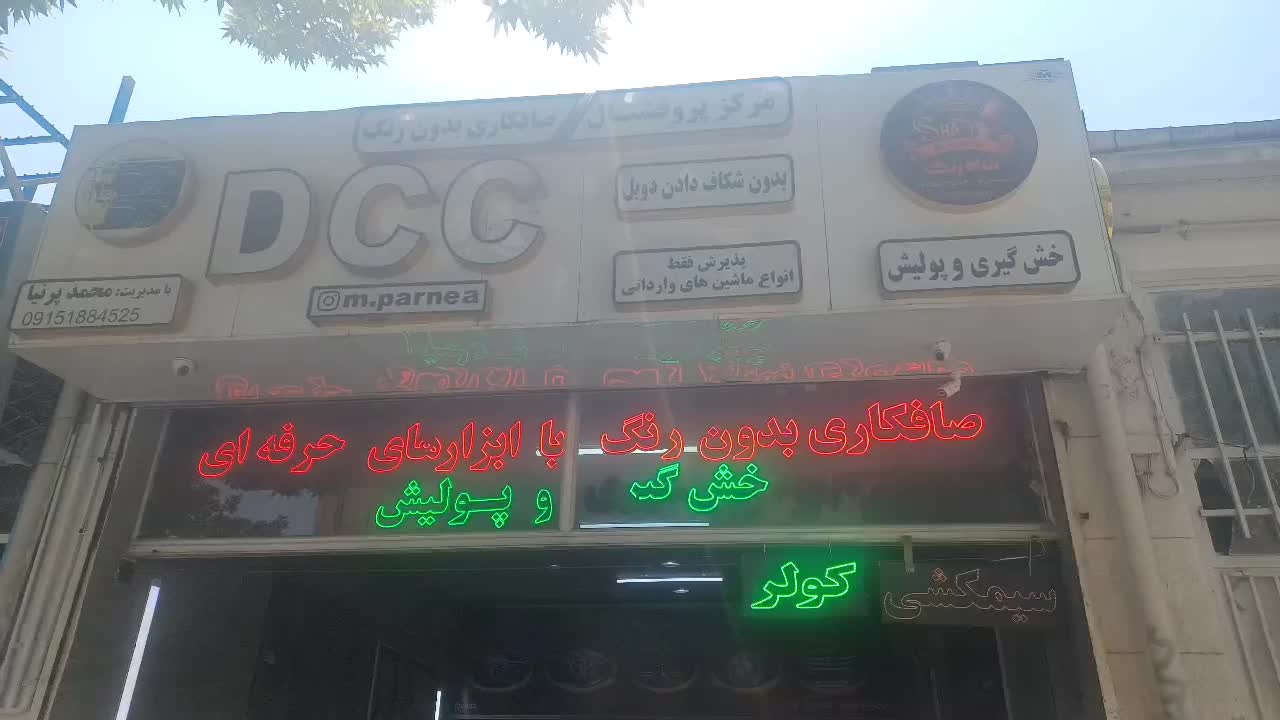 مرکز پروفشنال / صافکاری بدون رنگ
DCC
بدون شکاف دادن دوبل
پذیرش فقط
انواع ماشین های وارداتی
خش گیری و پولیش
m.parnea
با مدیریت: محمد پرنیا
09151884525
صافکاری بدون رنگ با ابزارهای حرفه ای
خش گیـ و پولیش
کولر
سیمکشی